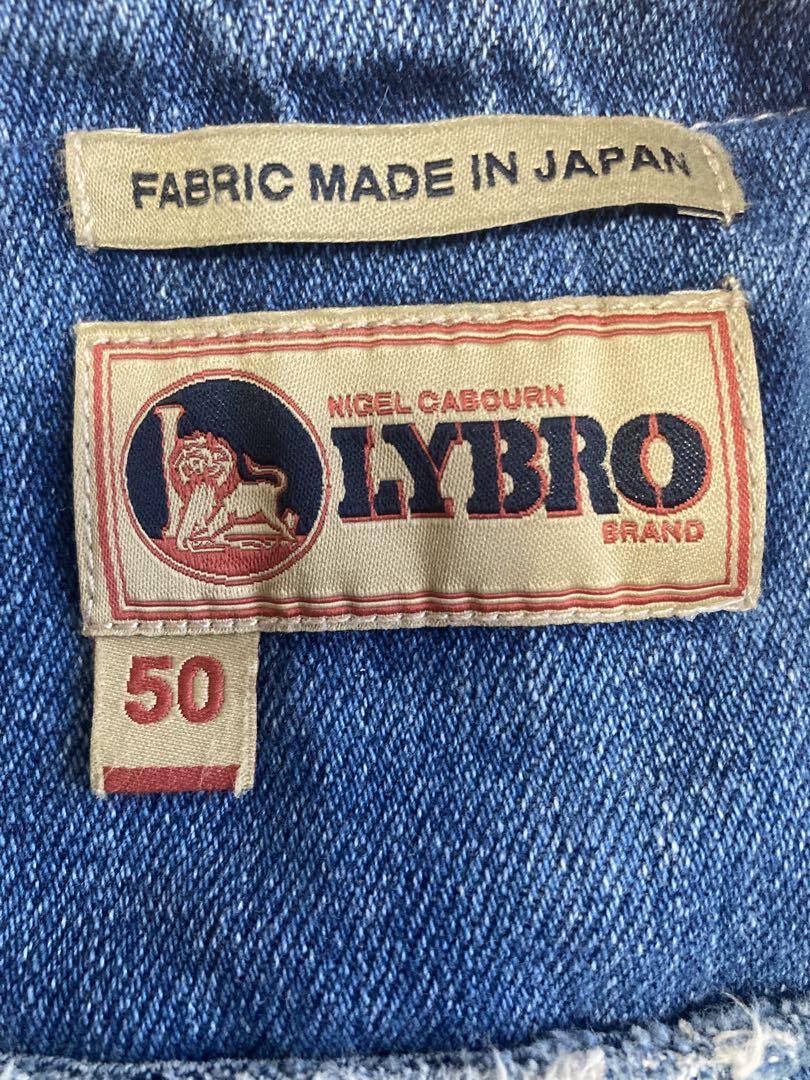 FABRIC MADE IN JAPAN
NIGEL CABOURN
LYBRO
BRAND
50